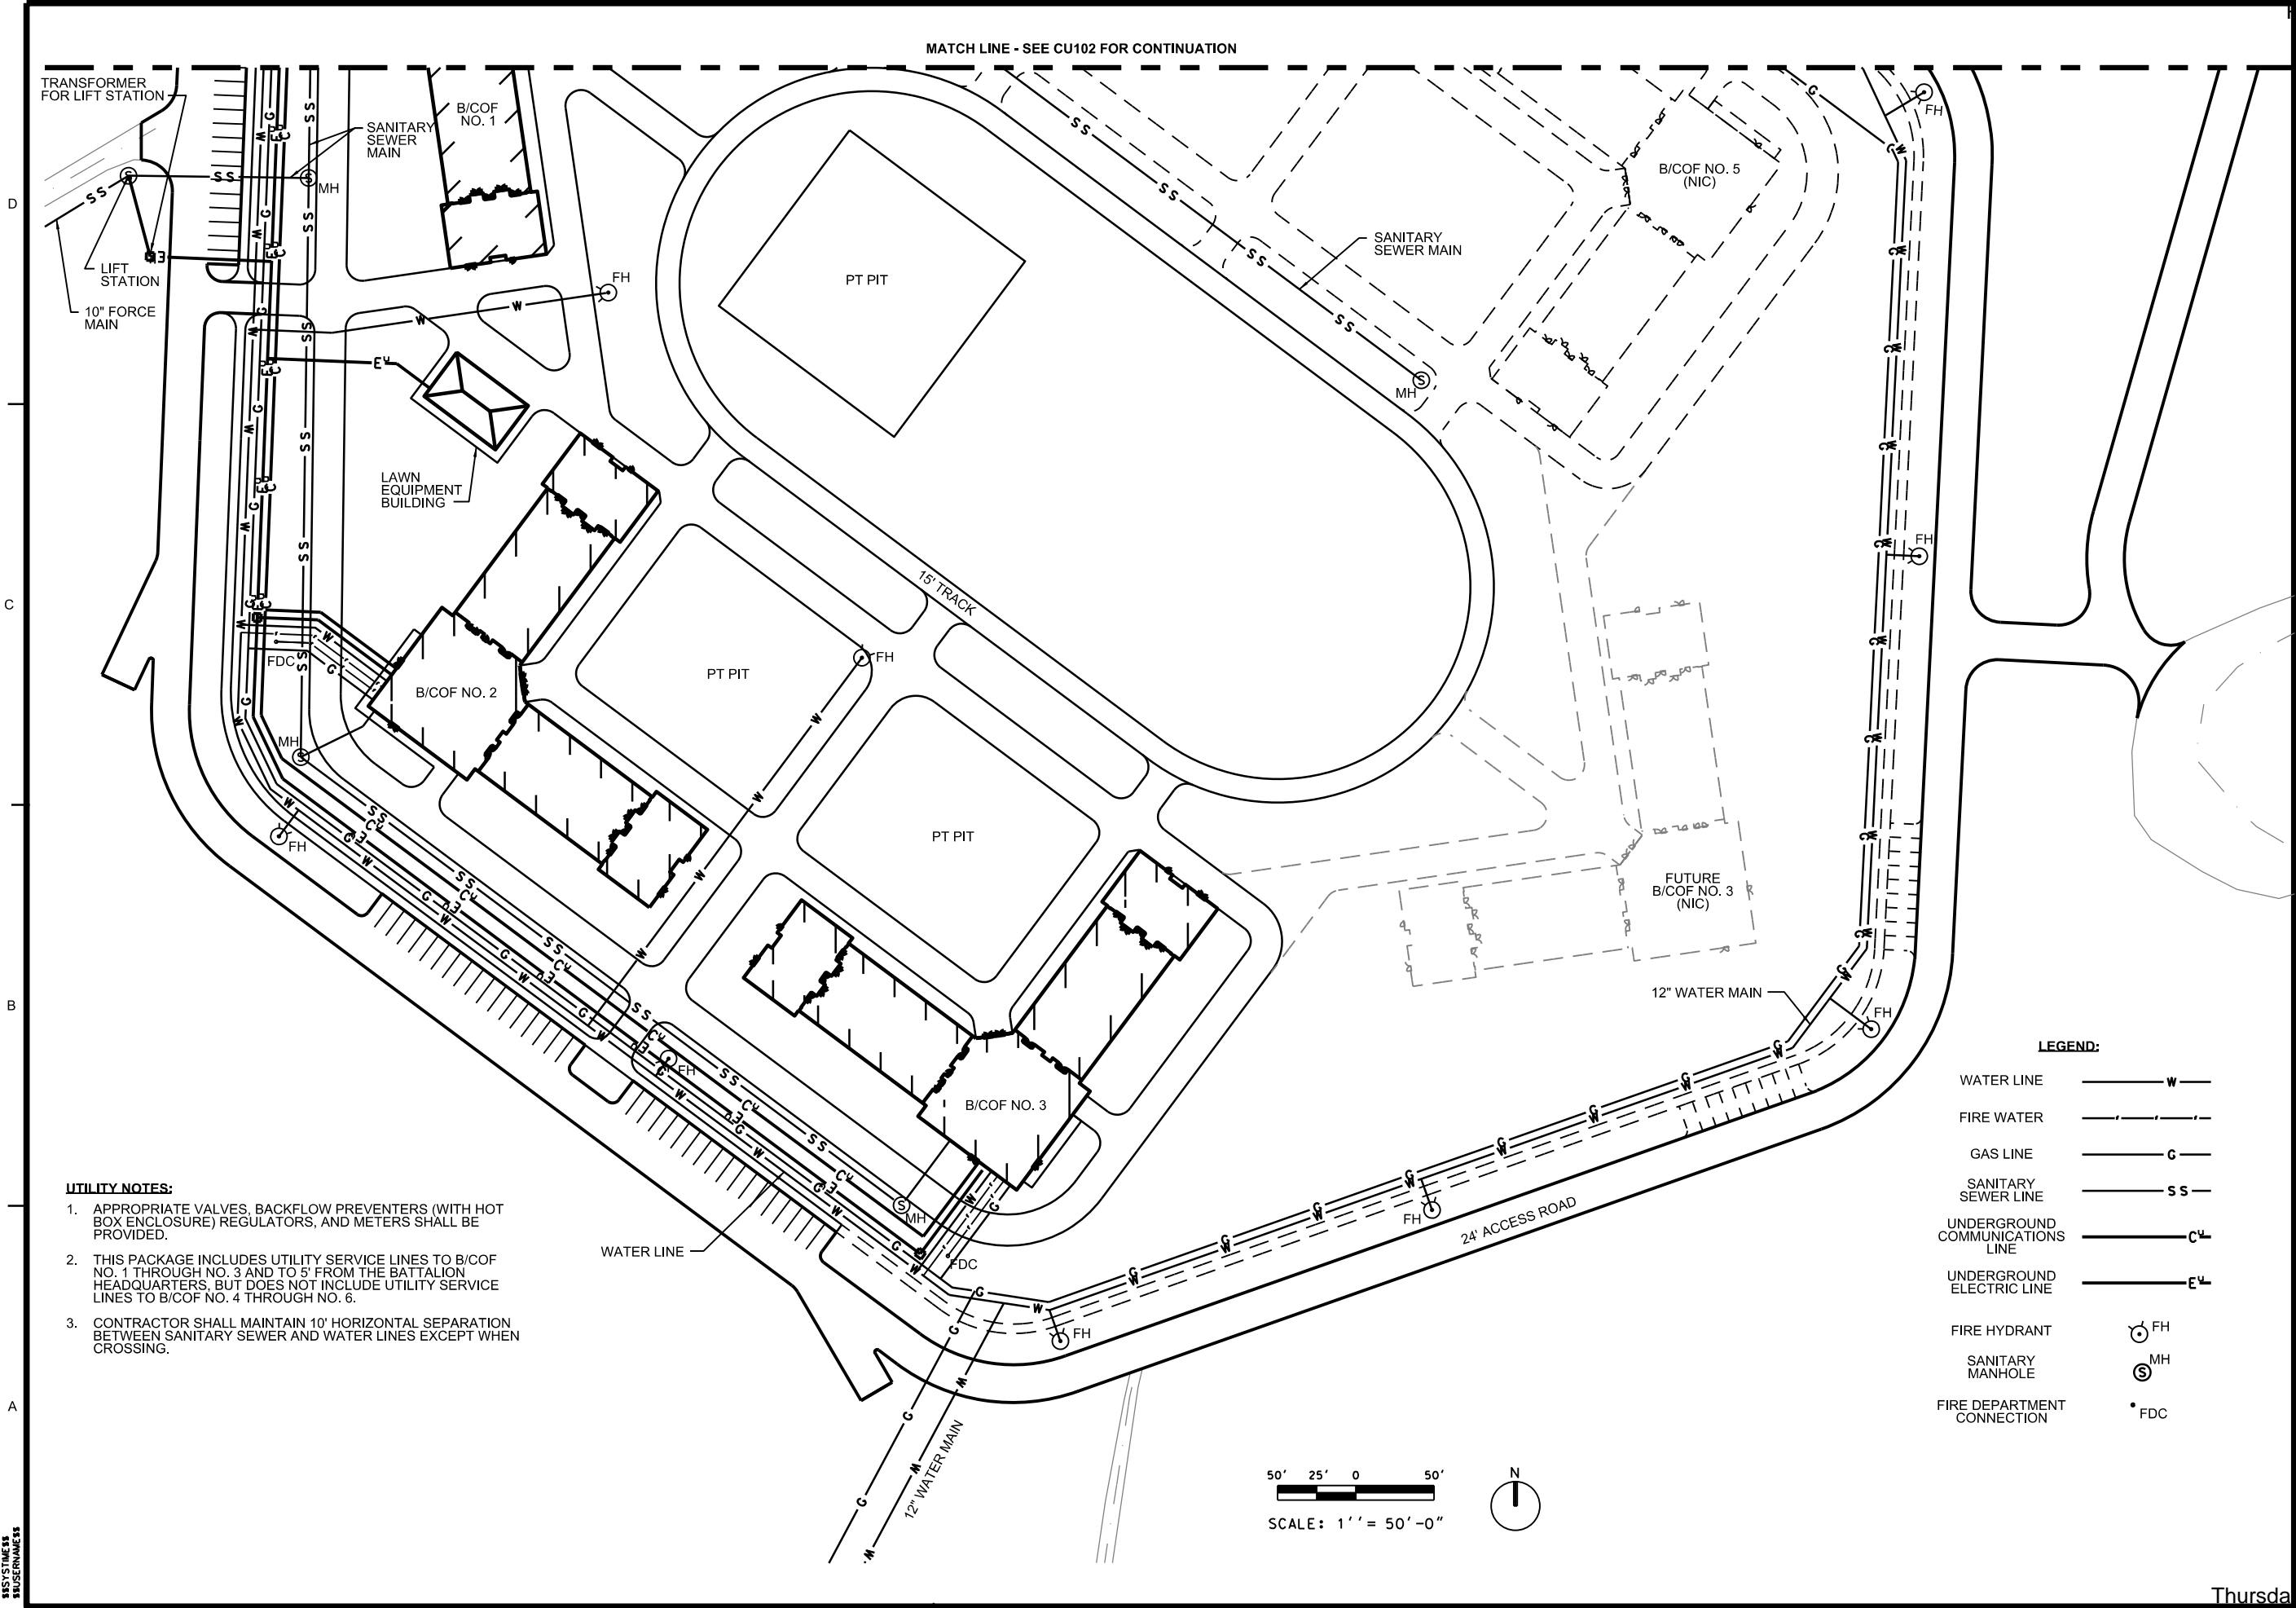 MATCH LINE - SEE CU102 FOR CONTINUATION
TRANSFORMER
FOR LIFT STATION
SANITARY
SEWER
MAIN
B/COF
NO. 1
MH
LIFT
STATION
10" FORCE
MAIN
FH
PT PIT
SANITARY
SEWER MAIN
MH
B/COF NO. 5
(NIC)
FH
D
LAWN
EQUIPMENT
BUILDING
FH
C
15' TRACK
FDC
B/COF NO. 2
PT PIT
FH
MH
FH
PT PIT
FUTURE
B/COF NO. 3
(NIC)
B
12" WATER MAIN
FH
FH
B/COF NO. 3
MH
WATER LINE
FDC
FH
FH
24' ACCESS ROAD
12" WATER MAIN
A
UTILITY NOTES:
1. APPROPRIATE VALVES, BACKFLOW PREVENTERS (WITH HOT
BOX ENCLOSURE) REGULATORS, AND METERS SHALL BE
PROVIDED.
2. THIS PACKAGE INCLUDES UTILITY SERVICE LINES TO B/COF
NO. 1 THROUGH NO. 3 AND TO 5' FROM THE BATTALION
HEADQUARTERS, BUT DOES NOT INCLUDE UTILITY SERVICE
LINES TO B/COF NO. 4 THROUGH NO. 6.
3. CONTRACTOR SHALL MAINTAIN 10' HORIZONTAL SEPARATION
BETWEEN SANITARY SEWER AND WATER LINES EXCEPT WHEN
CROSSING.
LEGEND:
WATER LINE W
FIRE WATER
GAS LINE G
SANITARY
SEWER LINE SS
UNDERGROUND
COMMUNICATIONS
LINE CU
UNDERGROUND
ELECTRIC LINE EU
FIRE HYDRANT FH
SANITARY
MANHOLE S MH
FIRE DEPARTMENT
CONNECTION FDC
50' 25' 0 50'
SCALE: 1''= 50'-0"
N
$$SYSTIME$$
$$USERNAME$$
Thursda